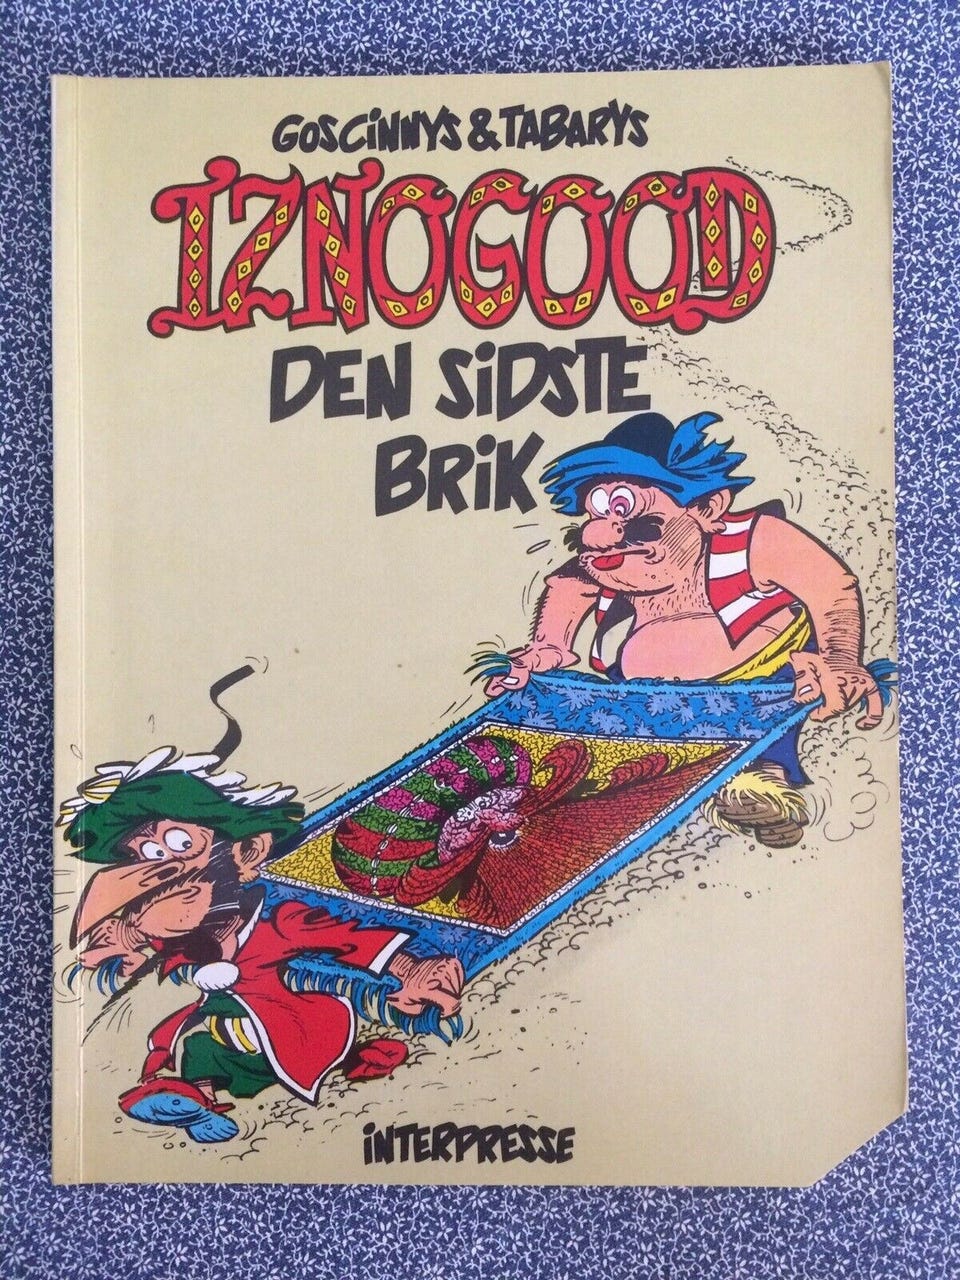 GOSCiNNYS & TABARYS
IZNOGOOD
DEN SiDSTE
BRiK
iNTERPRESSE